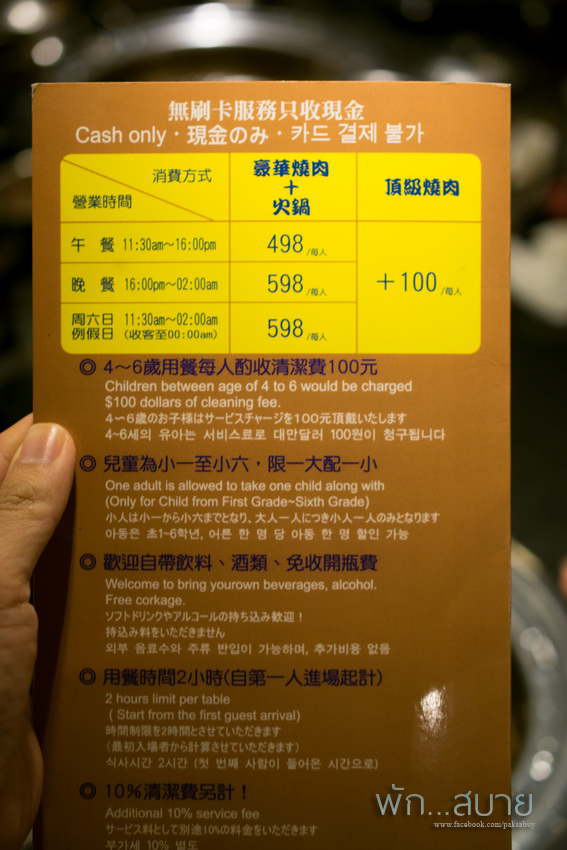 無刷卡服務只收現金
Cash only · 現金のみ · 카드 결제 불가
消費方式
營業時間
豪華燒肉
+
火鍋
頂級燒肉
午 餐 11:30am~16:00pm
498/每人
晚 餐 16:00pm~02:00am
598/每人
+100/每人
周六日 11:30am~02:00am
例假日 (收客至00:00am)
598/每人
◎ 4~6歲用餐每人酌收清潔費100元
Children between age of 4 to 6 would be charged
$100 dollars of cleaning fee.
4~6歳のお子様はサービスチャージを100元頂戴いたします
4~6세의 유아는 서비스료로 대만달러 100원이 청구됩니다
◎ 兒童為小一至小六，限一大配一小
One adult is allowed to take one child along with
(Only for Child from First Grade~Sixth Grade)
小人は小一から小六までとなり、大人一人につき小人一人のみとなります
아동은 초1~6학년, 어른 한 명 당 아동 한 명 할인 가능
◎ 歡迎自帶飲料、酒類、免收開瓶費
Welcome to bring yourown beverages, alcohol.
Free corkage.
ソフトドリンクやアルコールの持ち込み歓迎！
持込み料をいただきません
외부 음료수와 주류 반입이 가능하며, 추가비용 없음
◎ 用餐時間2小時(自第一人進場起計)
2 hours limit per table
( Start from the first guest arrival)
時間制限を2時間とさせていただきます
（最初入場者から計算させていただきます）
식사시간 2시간 (첫 번째 사람이 들어온 시간으로)
◎ 10%清潔費另計！
Additional 10% service fee
サービス料として別途10%の料金をいただきます
부가세 10% 별도
พัก...สบาย
www.facebook.com/paksabuy